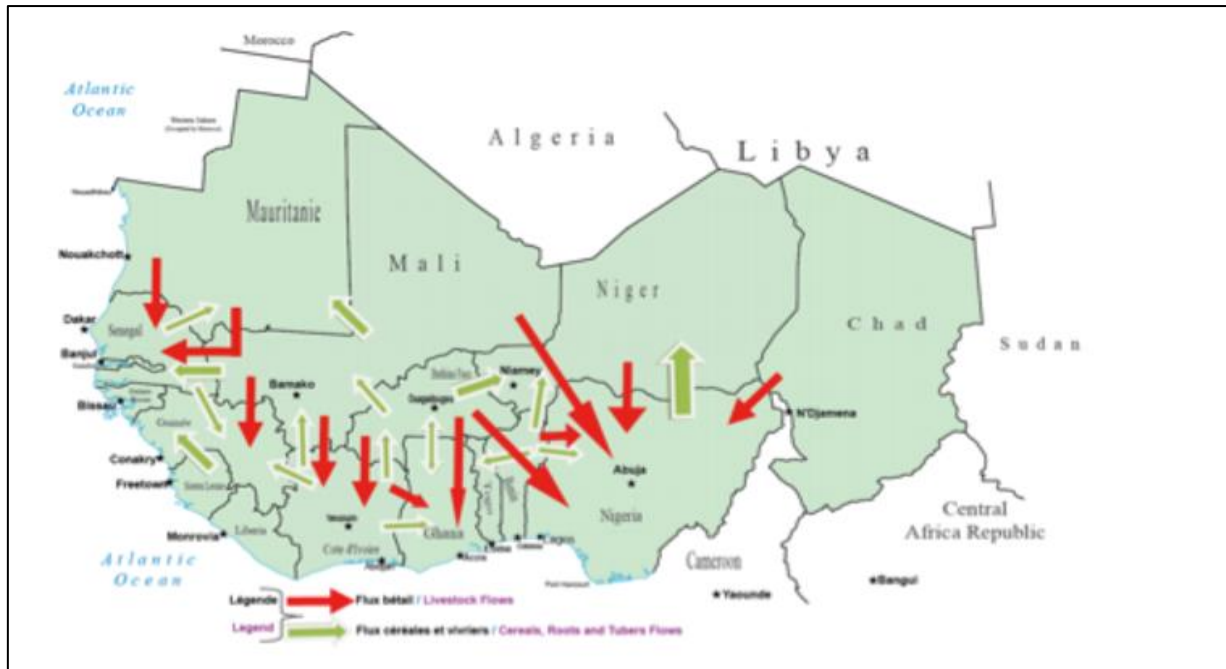 Morocco
Atlantic
Ocean
Algeria
Libya
Mauritanie
Nouakchott
Mali
Niger
Chad
Sudan
Dakar
Senegal
Banjul
Bamako
Niamey
Bissau
N'Djamena
Conakry
Freetown
Abuja
Nigeria
Central
Africa Republic
Liberia
Monrovia
Cote d'Ivoire
Ghana
Accra
Cameroon
Atlantic
Ocean
Yaounde
Bangui
Légende
Flux bétail / Livestock Flows
Legend
Flux céréales et vivriers / Cereals, Roots and Tubers Flows